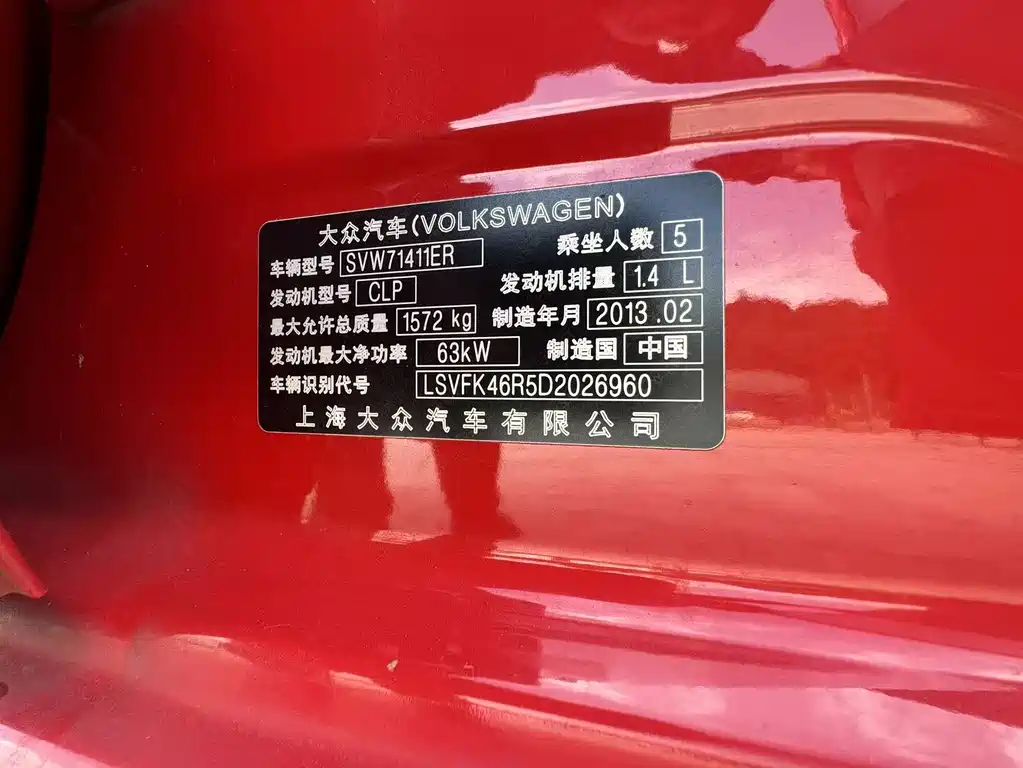 大众汽车(VOLKSWAGEN)
车辆型号 SVW71411ER 乘坐人数 5
发动机型号 CLP 发动机排量 1.4 L
最大允许总质量 1572 kg 制造年月 2013.02
发动机最大净功率 63kW 制造国 中国
车辆识别代号 LSVFK46R5D2026960
上海大众汽车有限公司